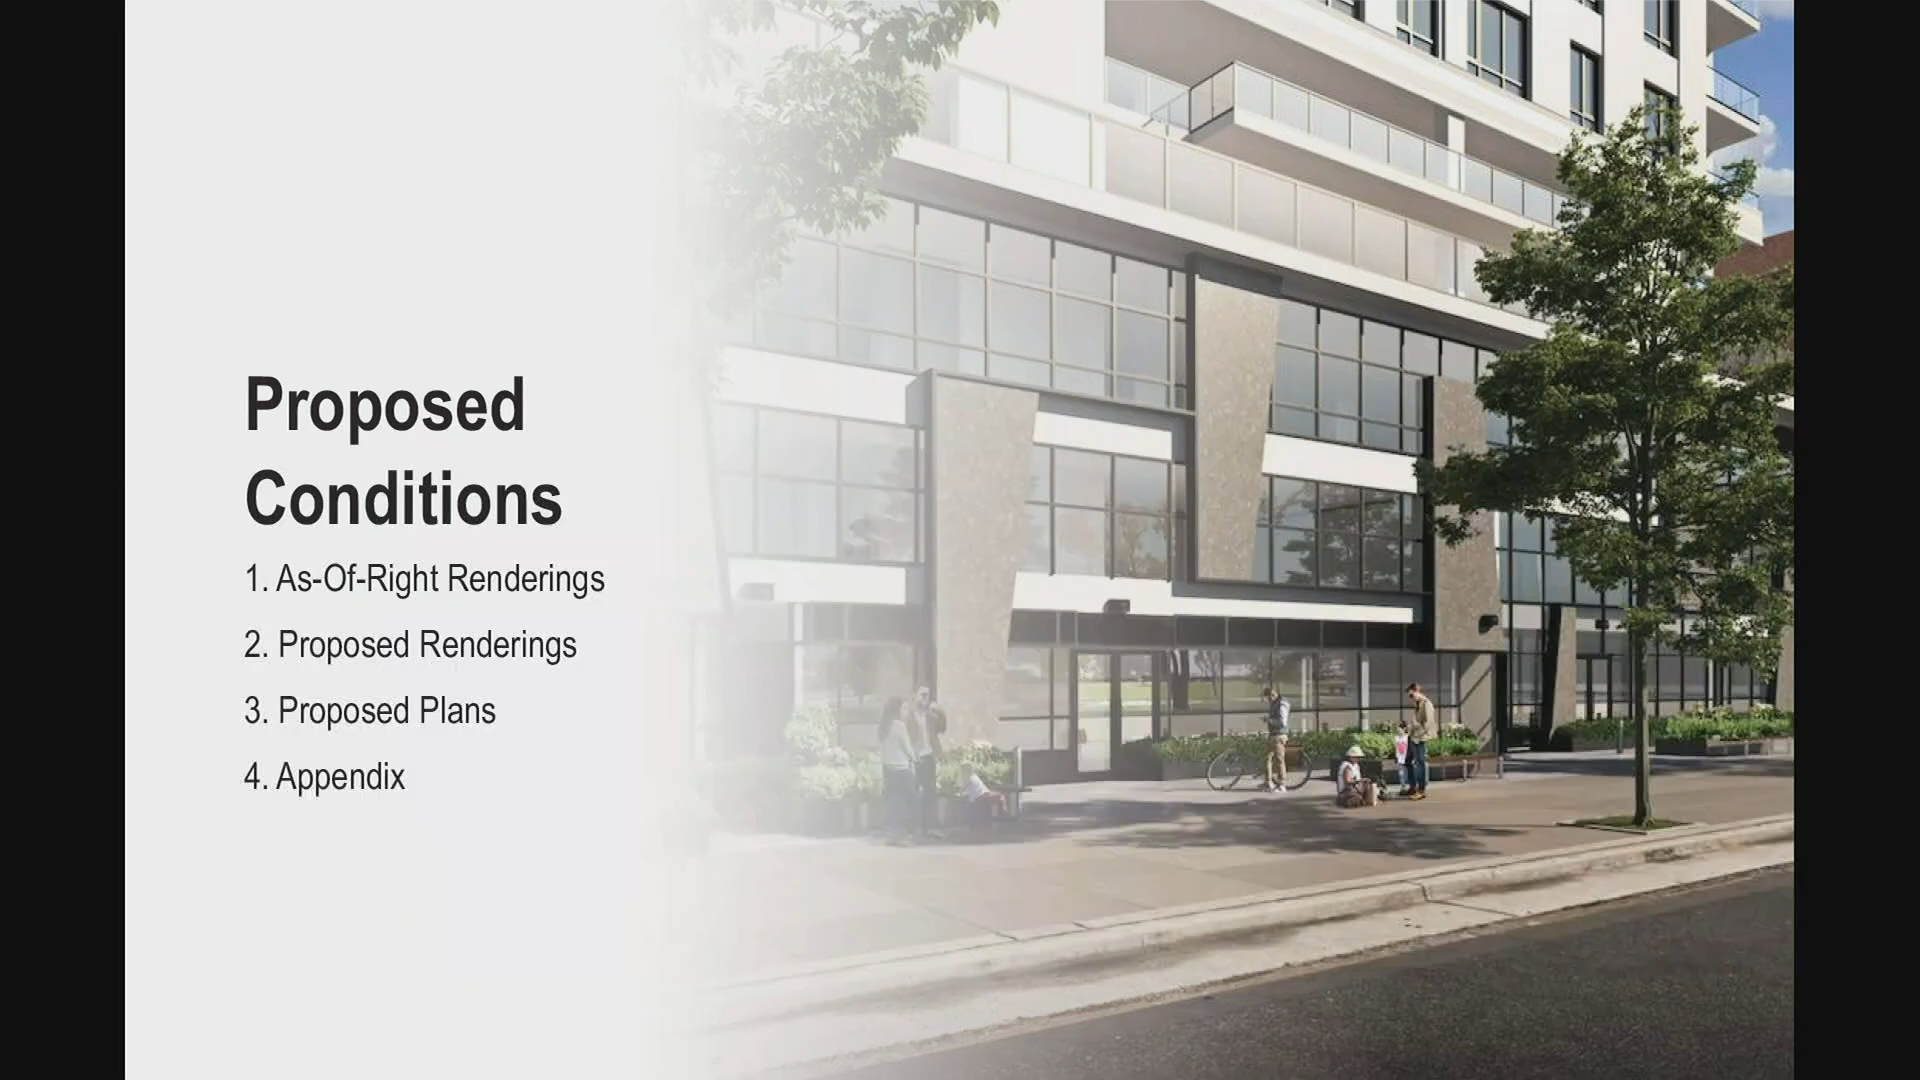 Proposed
Conditions
1. As-Of-Right Renderings
2. Proposed Renderings
3. Proposed Plans
4. Appendix